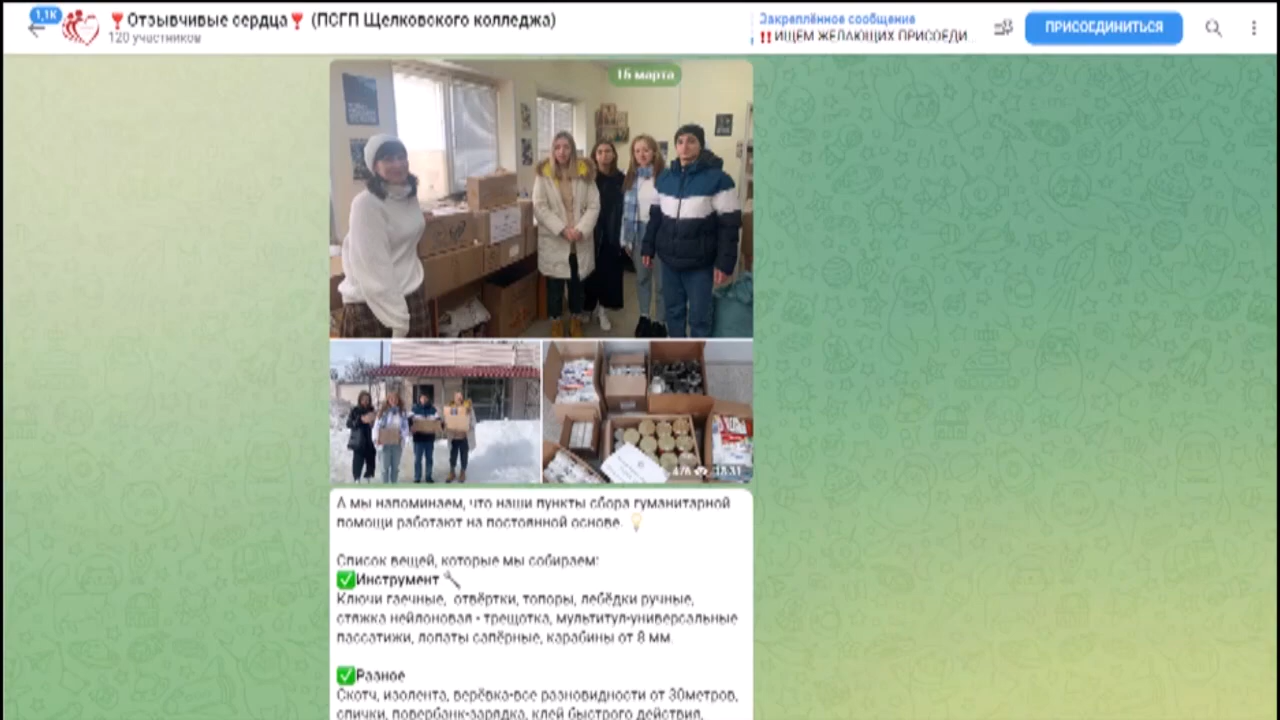 1,1K
❣Отзывчивые сердца❣ (ПСГП Щелковского колледжа)
120 участников
Закреплённое сообщение
‼ИЩЕМ ЖЕЛАЮЩИХ ПРИСОЕДИ...
ПРИСОЕДИНИТЬСЯ
16 марта
18:31
А мы напоминаем, что наши пункты сбора гуманитарной
помощи работают на постоянной основе. 💡
Список вещей, которые мы собираем:
✅Инструмент 🔧
Ключи гаечные, отвёртки, топоры, лебёдки ручные,
стяжка нейлоновая - трещотка, мультитул-универсальные
пассатижи, лопаты сапёрные, карабины от 8 мм.
✅Разное
Скотч, изолента, верёвка-все разновидности от 30метров,
спички, повербанк-зарядка, клей быстрого действия,